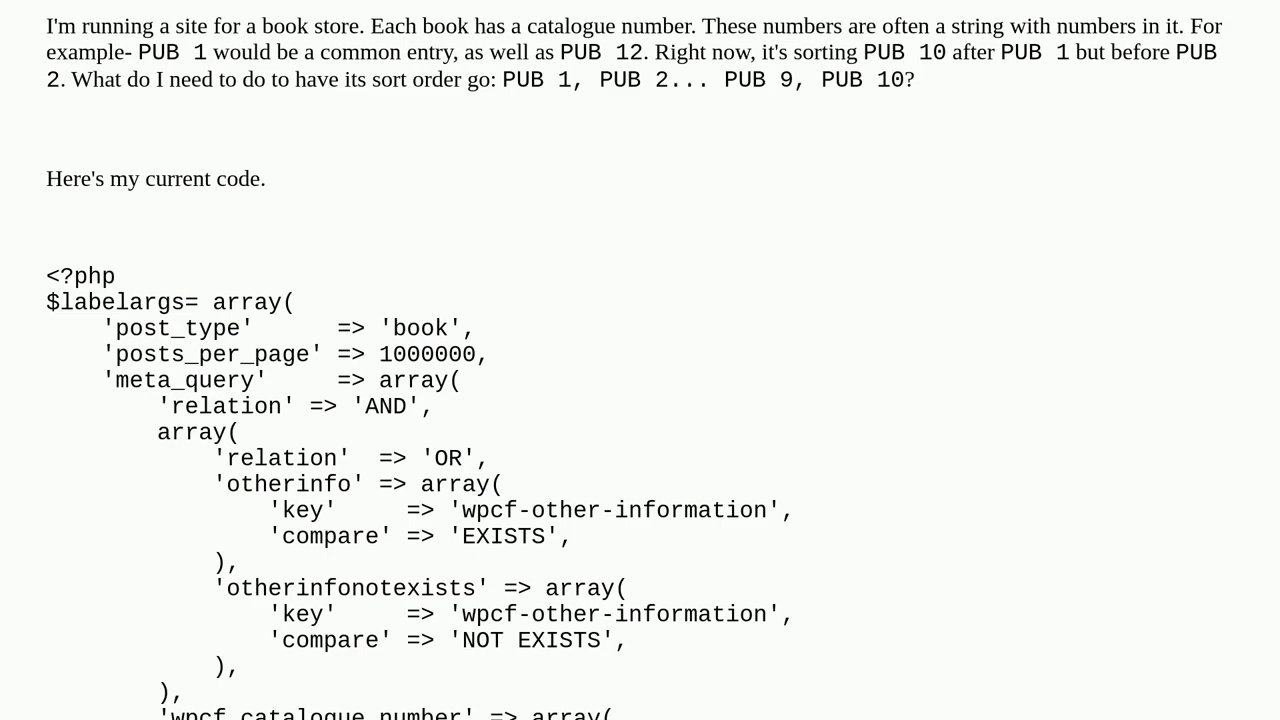 I'm running a site for a book store. Each book has a catalogue number. These numbers are often a string with numbers in it. For
example- PUB 1 would be a common entry, as well as PUB 12. Right now, it's sorting PUB 10 after PUB 1 but before PUB
2. What do I need to do to have its sort order go: PUB 1, PUB 2... PUB 9, PUB 10?
Here's my current code.
<?php
$labelargs= array(
    'post_type'      => 'book',
    'posts_per_page' => 1000000,
    'meta_query'     => array(
        'relation' => 'AND',
        array(
            'relation'  => 'OR',
            'otherinfo' => array(
                'key'     => 'wpcf-other-information',
                'compare' => 'EXISTS',
            ),
            'otherinfonotexists' => array(
                'key'     => 'wpcf-other-information',
                'compare' => 'NOT EXISTS',
            ),
        ),
        'wpcf_catalogue_number' => array(